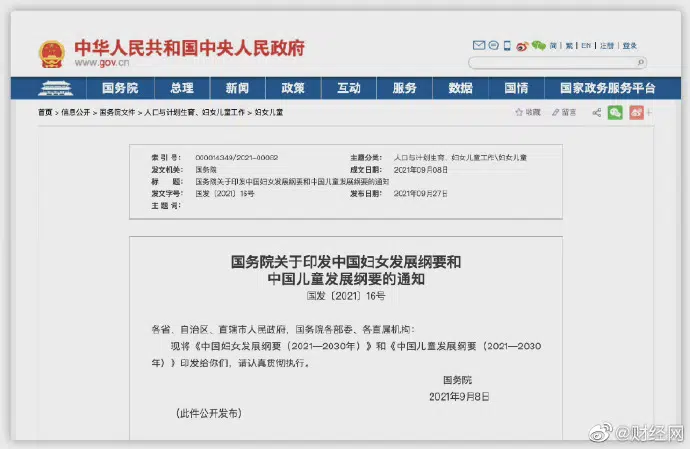 中华人民共和国中央人民政府
www.gov.cn
简 | 繁 | EN | 注册 | 登录
国务院 总理 新闻 政策 互动 服务 数据 国情 国家政务服务平台
首页 > 信息公开 > 国务院文件 > 人口与计划生育、妇女儿童工作 > 妇女儿童
收藏 留言
索 引 号: 000014349/2021-00062 主题分类: 人口与计划生育、妇女儿童工作\妇女儿童
发文机关: 国务院 成文日期: 2021年09月08日
标 题: 国务院关于印发中国妇女发展纲要和中国儿童发展纲要的通知
发文字号: 国发〔2021〕16号 发布日期: 2021年09月27日
主 题 词:
国务院关于印发中国妇女发展纲要和
中国儿童发展纲要的通知
国发〔2021〕16号
各省、自治区、直辖市人民政府,国务院各部委、各直属机构:
现将《中国妇女发展纲要(2021—2030年)》和《中国儿童发展纲要(2021—2030
年)》印发给你们,请认真贯彻执行。
国务院
2021年9月8日
(此件公开发布)
@财经网